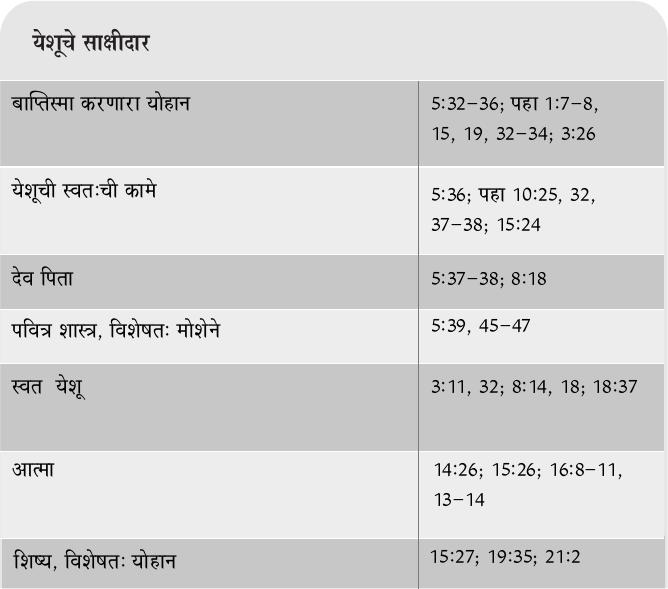 येशूचे साक्षीदार
बाप्तिस्मा करणारा योहान
5:32–36; पहा 1:7–8,
15, 19, 32–34; 3:26
येशूची स्वतःची कामे
5:36; पहा 10:25, 32,
37–38; 15:24
देव पिता
5:37–38; 8:18
पवित्र शास्त्र, विशेषतः मोशेने
5:39, 45–47
स्वत येशू
3:11, 32; 8:14, 18; 18:37
आत्मा
14:26; 15:26; 16:8–11,
13–14
शिष्य, विशेषतः योहान
15:27; 19:35; 21:2